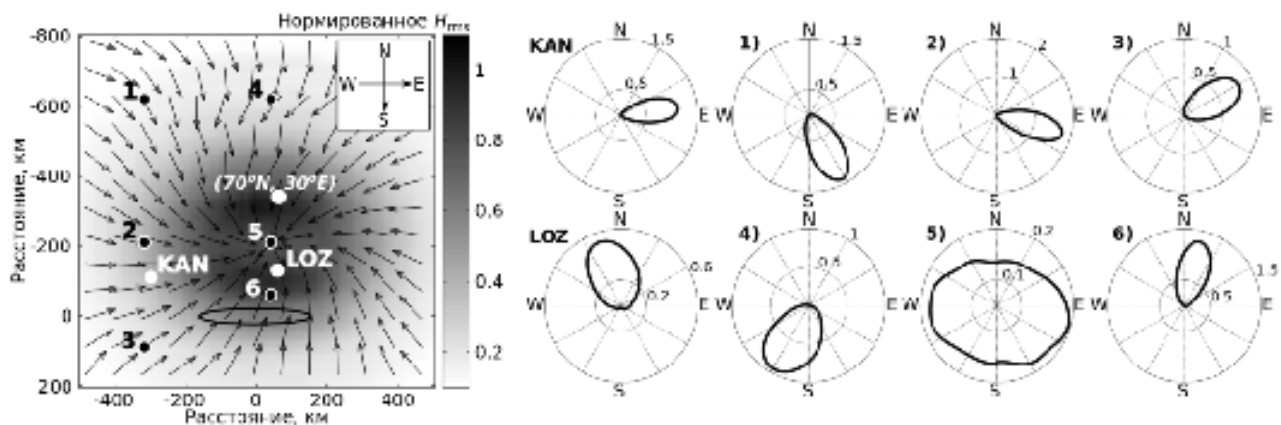 Нормированное Hrms
-800
-600
-400
-200
0
200
-400 -200 0 200 400
Расстояние, км
Расстояние, км
N
W E
S
1
4
(70°N, 30°E)
2
5
KAN
LOZ
6
3
1
0.8
0.6
0.4
0.2
KAN
N
1.5
0.5
W E
S
1)
N
1.5
0.5
W E
S
2)
N
2
1
W E
S
3)
N
1
0.5
W E
S
LOZ
N
0.6
0.2
W E
S
4)
N
1
0.5
W E
S
5)
N
0.2
0.1
W E
S
6)
N
1.5
0.5
W E
S